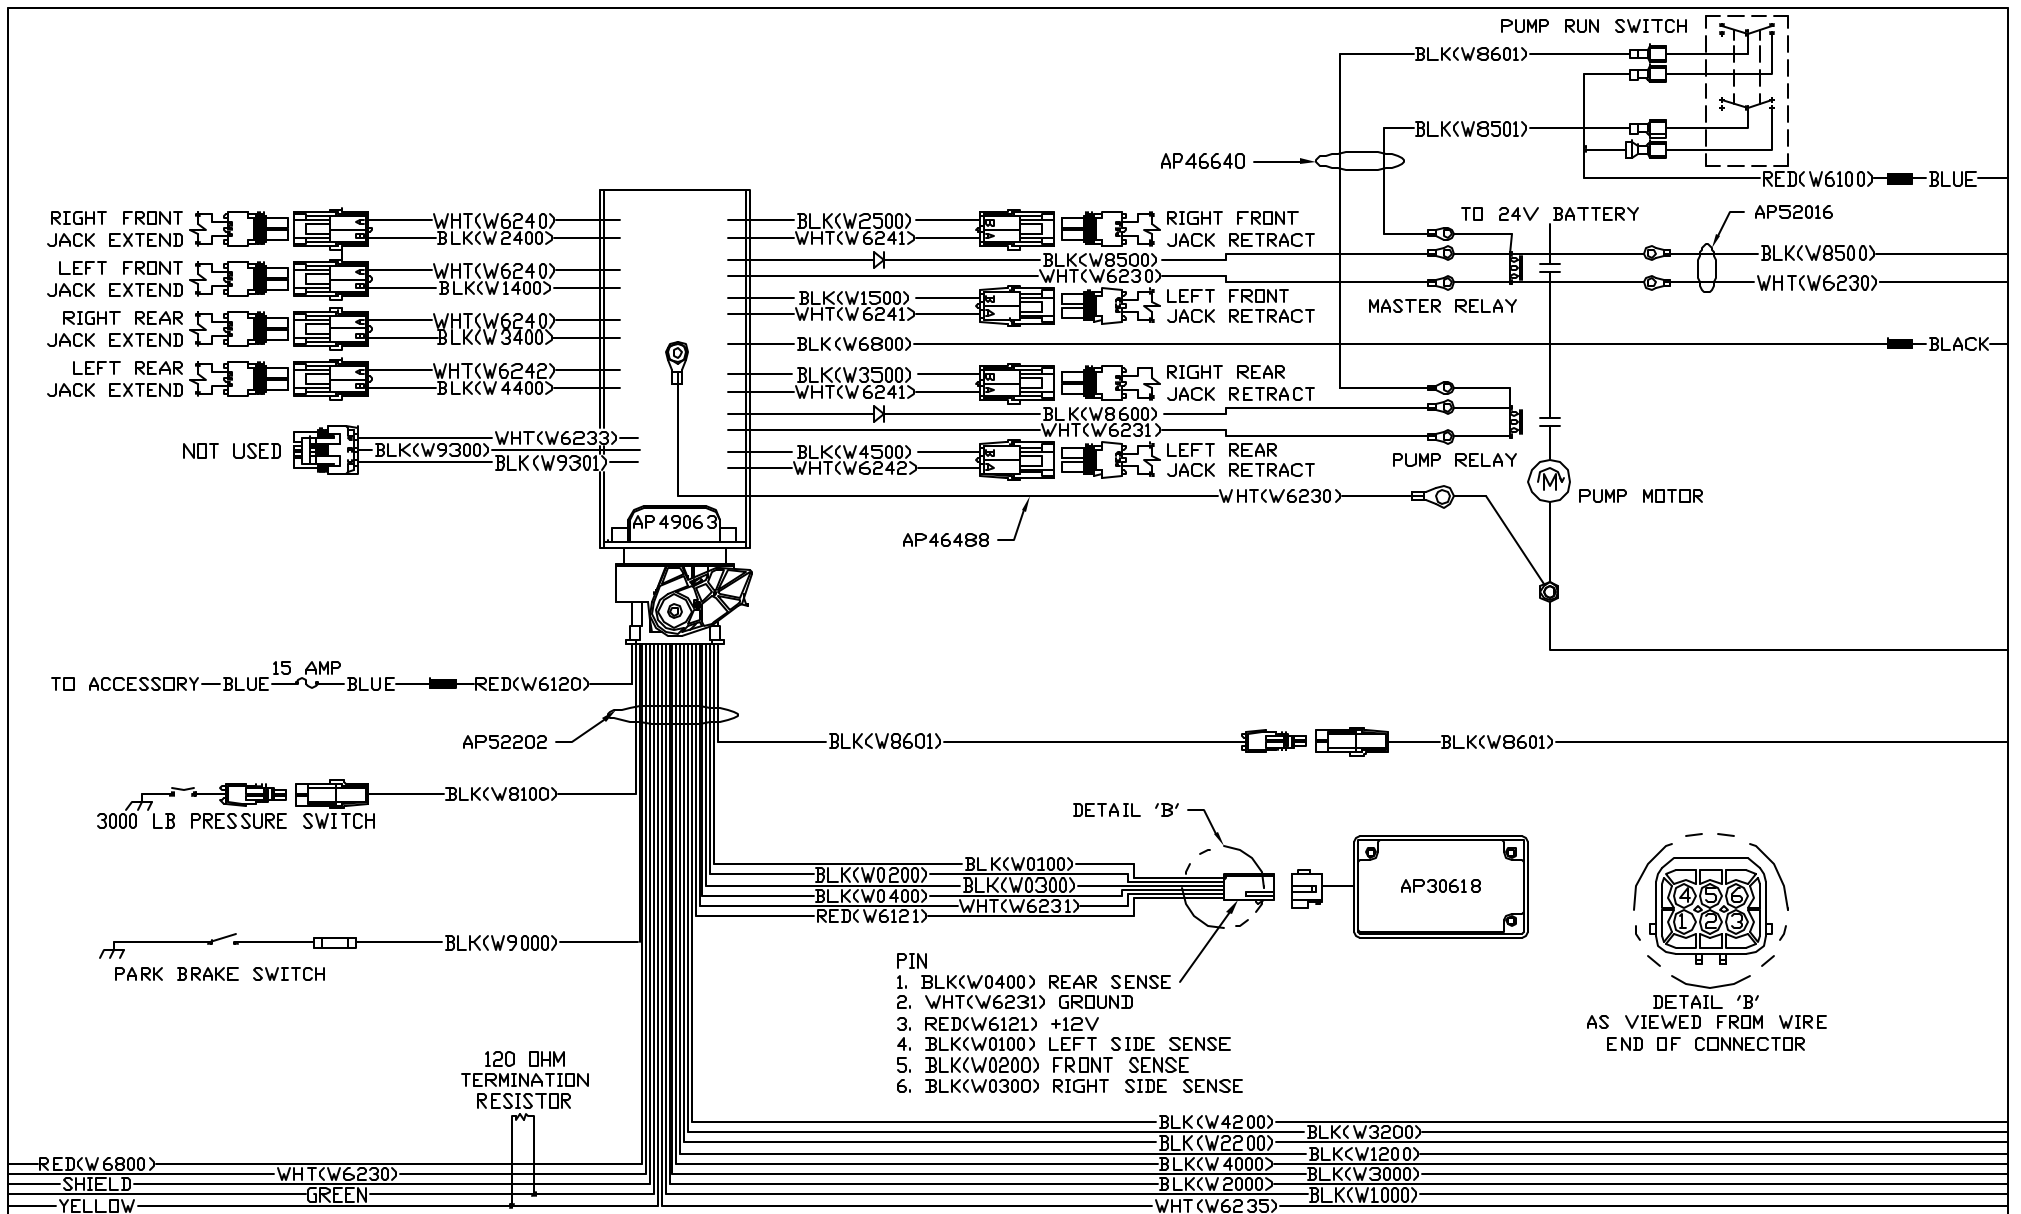 PUMP RUN SWITCH
BLK(W8601)
BLK(W8501)
AP46640
RED(W6100) BLUE
RIGHT FRONT
JACK EXTEND
WHT(W6240)
BLK(W2400)
LEFT FRONT
JACK EXTEND
WHT(W6240)
BLK(W1400)
RIGHT REAR
JACK EXTEND
WHT(W6240)
BLK(W3400)
LEFT REAR
JACK EXTEND
WHT(W6242)
BLK(W4400)
NOT USED
WHT(W6233)
BLK(W9300)
BLK(W9301)
BLK(W2500)
WHT(W6241)
B A
RIGHT FRONT
JACK RETRACT
BLK(W8500)
WHT(W6230)
BLK(W1500)
WHT(W6241)
B A
LEFT FRONT
JACK RETRACT
BLK(W6800)
BLK(W3500)
WHT(W6241)
B A
RIGHT REAR
JACK RETRACT
BLK(W8600)
WHT(W6231)
BLK(W4500)
WHT(W6242)
B A
LEFT REAR
JACK RETRACT
WHT(W6230)
AP46488
AP49063
TO 24V BATTERY
AP52016
BLK(W8500)
WHT(W6230)
MASTER RELAY
BLACK
PUMP RELAY
M
PUMP MOTOR
TO ACCESSORY BLUE 15 AMP BLUE RED(W6120)
AP52202
BLK(W8601) BLK(W8601)
BLK(W8100)
3000 LB PRESSURE SWITCH
DETAIL 'B'
BLK(W0100)
BLK(W0200)
BLK(W0300)
BLK(W0400)
WHT(W6231)
RED(W6121)
AP30618
4 5 6
1 2 3
DETAIL 'B'
AS VIEWED FROM WIRE
END OF CONNECTOR
BLK(W9000)
PARK BRAKE SWITCH
PIN
1. BLK(W0400) REAR SENSE
2. WHT(W6231) GROUND
3. RED(W6121) +12V
4. BLK(W0100) LEFT SIDE SENSE
5. BLK(W0200) FRONT SENSE
6. BLK(W0300) RIGHT SIDE SENSE
120 OHM
TERMINATION
RESISTOR
RED(W6800)
WHT(W6230)
SHIELD
GREEN
YELLOW
BLK(W4200)
BLK(W3200)
BLK(W2200)
BLK(W1200)
BLK(W4000)
BLK(W3000)
BLK(W2000)
BLK(W1000)
WHT(W6235)